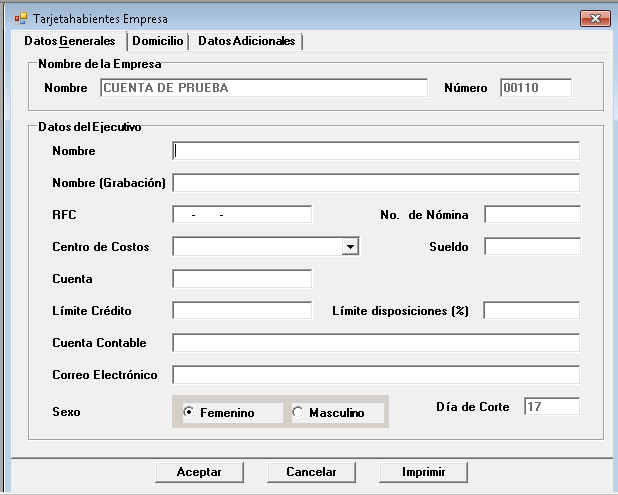 Tarjetahabientes Empresa
Datos Generales Domicilio Datos Adicionales
Nombre de la Empresa
Nombre CUENTA DE PRUEBA Número 00110
Datos del Ejecutivo
Nombre
Nombre (Grabación)
RFC - - No. de Nómina
Centro de Costos Sueldo
Cuenta
Límite Crédito Límite disposiciones (%)
Cuenta Contable
Correo Electrónico
Sexo Femenino Masculino Día de Corte 17
Aceptar Cancelar Imprimir